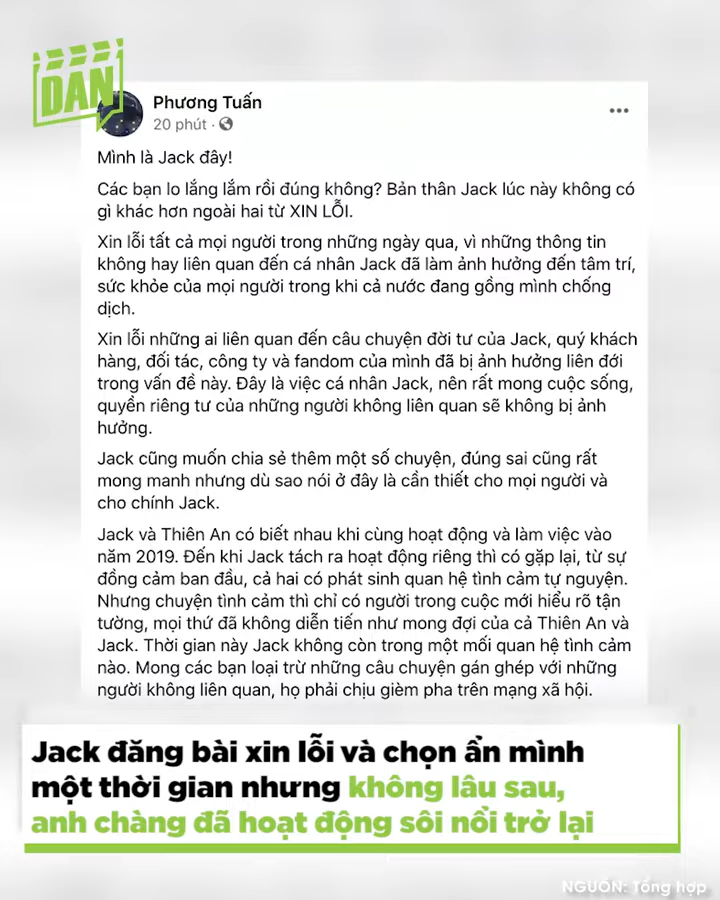 DAN
Phương Tuấn
20 phút ·
Mình là Jack đây!
Các bạn lo lắng lắm rồi đúng không? Bản thân Jack lúc này không có
gì khác hơn ngoài hai từ XIN LỖI.
Xin lỗi tất cả mọi người trong những ngày qua, vì những thông tin
không hay liên quan đến cá nhân Jack đã làm ảnh hưởng đến tâm trí,
sức khỏe của mọi người trong khi cả nước đang gồng mình chống
dịch.
Xin lỗi những ai liên quan đến câu chuyện đời tư của Jack, quý khách
hàng, đối tác, công ty và fandom của mình đã bị ảnh hưởng liên đới
trong vấn đề này. Đây là việc cá nhân Jack, nên rất mong cuộc sống,
quyền riêng tư của những người không liên quan sẽ không bị ảnh
hưởng.
Jack cũng muốn chia sẻ thêm một số chuyện, đúng sai cũng rất
mong manh nhưng dù sao nói ở đây là cần thiết cho mọi người và
cho chính Jack.
Jack và Thiên An có biết nhau khi cùng hoạt động và làm việc vào
năm 2019. Đến khi Jack tách ra hoạt động riêng thì có gặp lại, từ sự
đồng cảm ban đầu, cả hai có phát sinh quan hệ tình cảm tự nguyện.
Nhưng chuyện tình cảm thì chỉ có người trong cuộc mới hiểu rõ tận
tường, mọi thứ đã không diễn tiến như mong đợi của cả Thiên An và
Jack. Thời gian này Jack không còn trong một mối quan hệ tình cảm
nào. Mong các bạn loại trừ những câu chuyện gán ghép với những
người không liên quan, họ phải chịu gièm pha trên mạng xã hội.
Jack đăng bài xin lỗi và chọn ẩn mình
một thời gian nhưng không lâu sau,
anh chàng đã hoạt động sôi nổi trở lại
NGUỒN: Tổng hợp